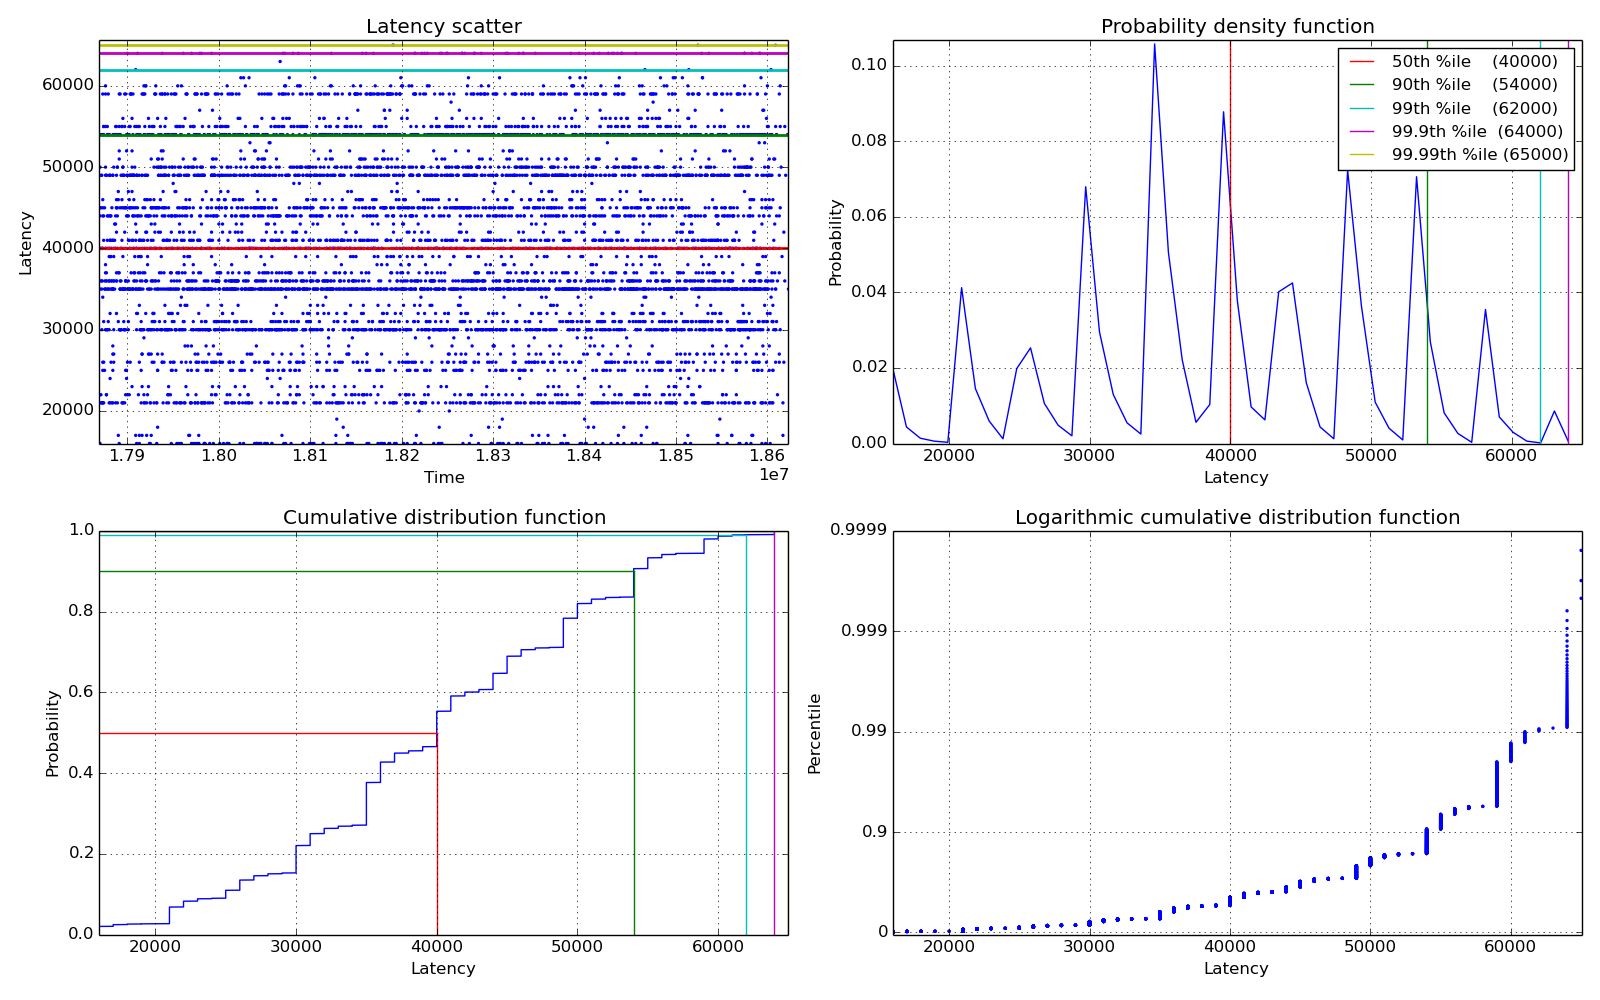 Latency scatter
Latency
60000
50000
40000
30000
20000
1.79
1.80
1.81
1.82
1.83
1.84
1.85
1.86
1e7
Time
Probability density function
Probability
0.10
0.08
0.06
0.04
0.02
0.00
50th %ile (40000)
90th %ile (54000)
99th %ile (62000)
99.9th %ile (64000)
99.99th %ile (65000)
20000
30000
40000
50000
60000
Latency
Cumulative distribution function
Probability
1.0
0.8
0.6
0.4
0.2
0.0
20000
30000
40000
50000
60000
Latency
Logarithmic cumulative distribution function
Percentile
0.9999
0.999
0.99
0.9
0
20000
30000
40000
50000
60000
Latency